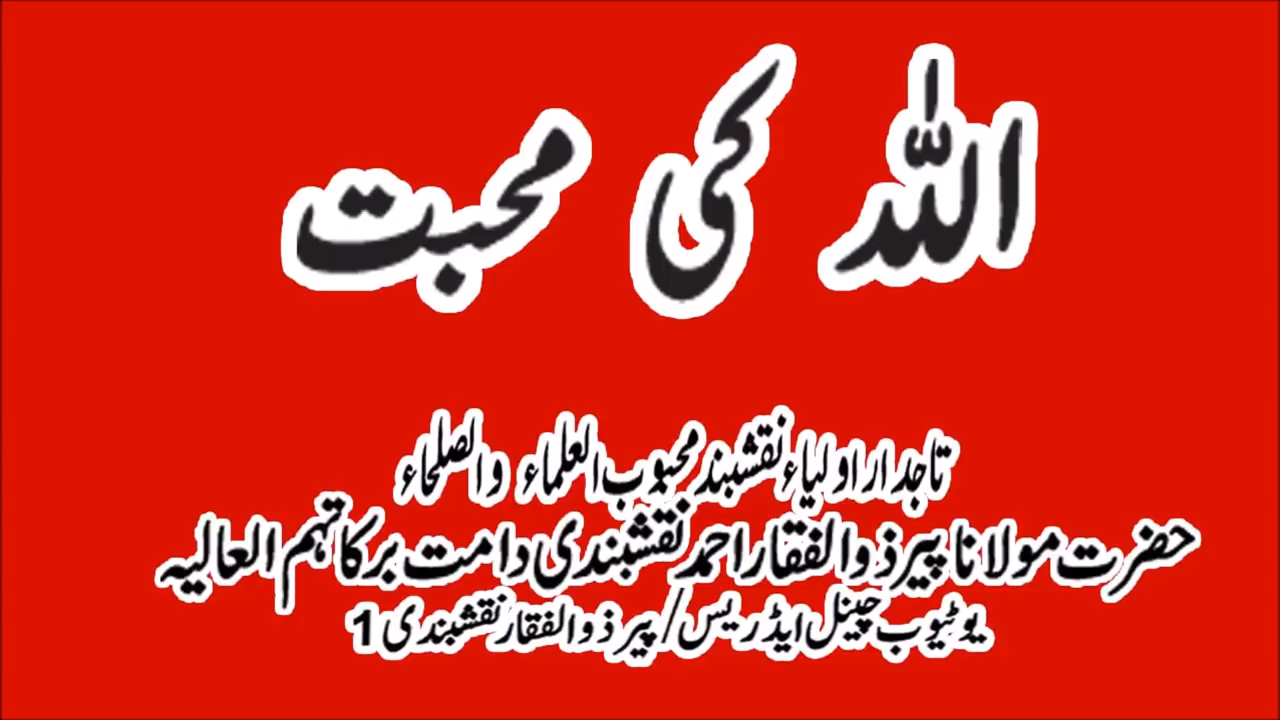 اللہ کی محبت
تاجدار اولیاء نقشبند محبوب العلماء والصلحاء
حضرت مولانا پیر ذوالفقار احمد نقشبندی دامت برکاتہم العالیہ
یوٹیوب چینل ایڈریس/ پیر ذوالفقار نقشبندی 1